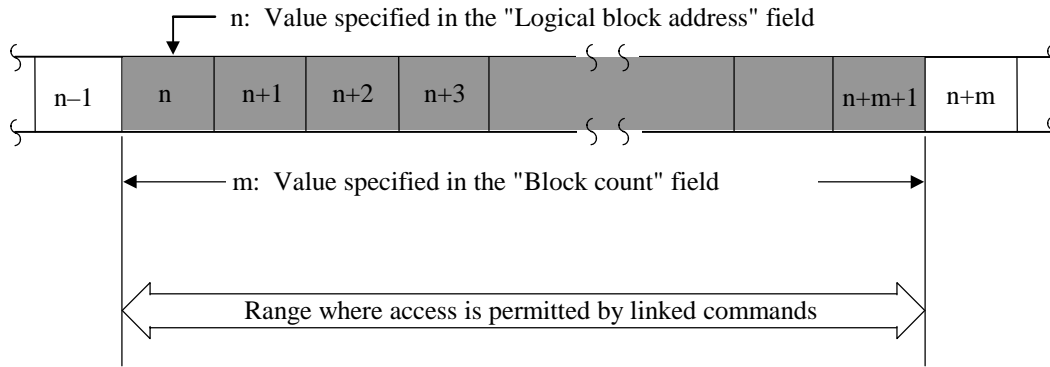 n: Value specified in the "Logical block address" field
n–1 n n+1 n+2 n+3 n+m+1 n+m
m: Value specified in the "Block count" field
Range where access is permitted by linked commands